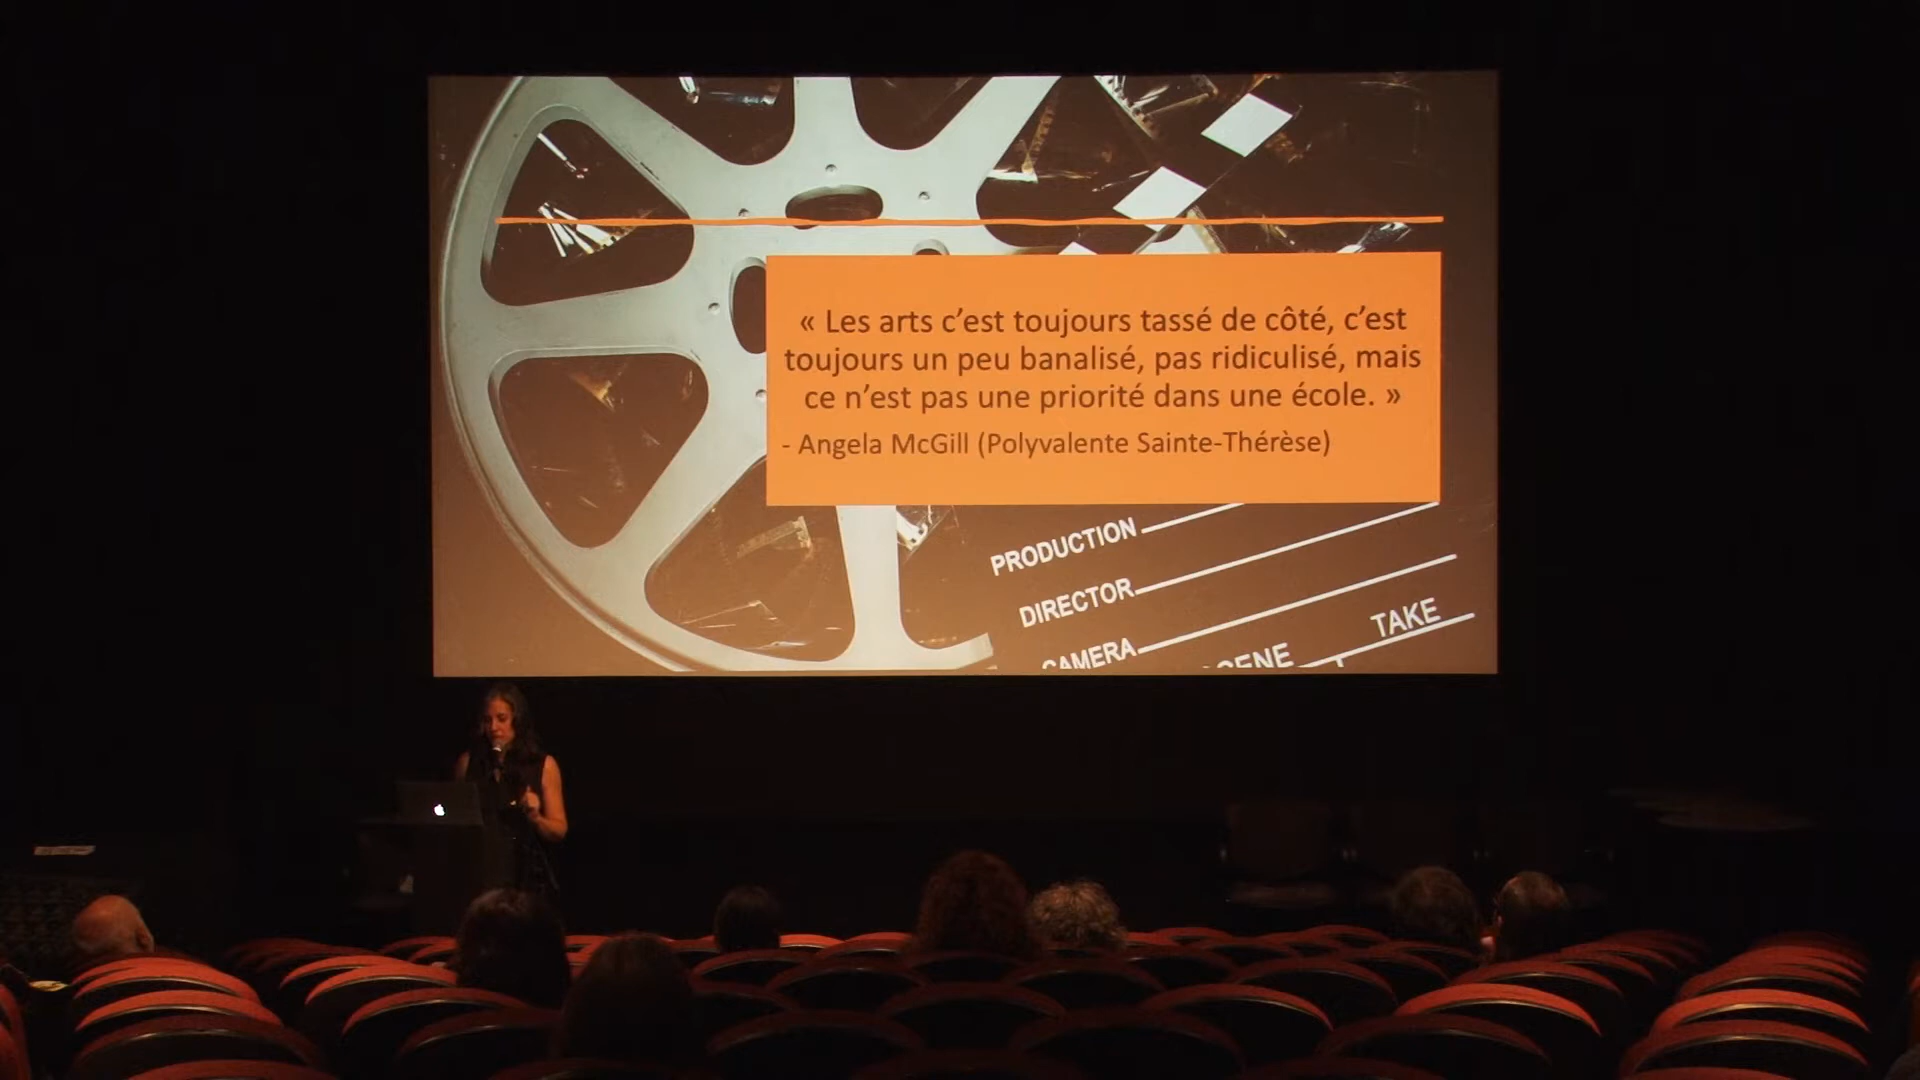 « Les arts c’est toujours tassé de côté, c’est
toujours un peu banalisé, pas ridiculisé, mais
ce n’est pas une priorité dans une école. »
- Angela McGill (Polyvalente Sainte-Thérèse)
PRODUCTION
DIRECTOR
CAMERA
TAKE